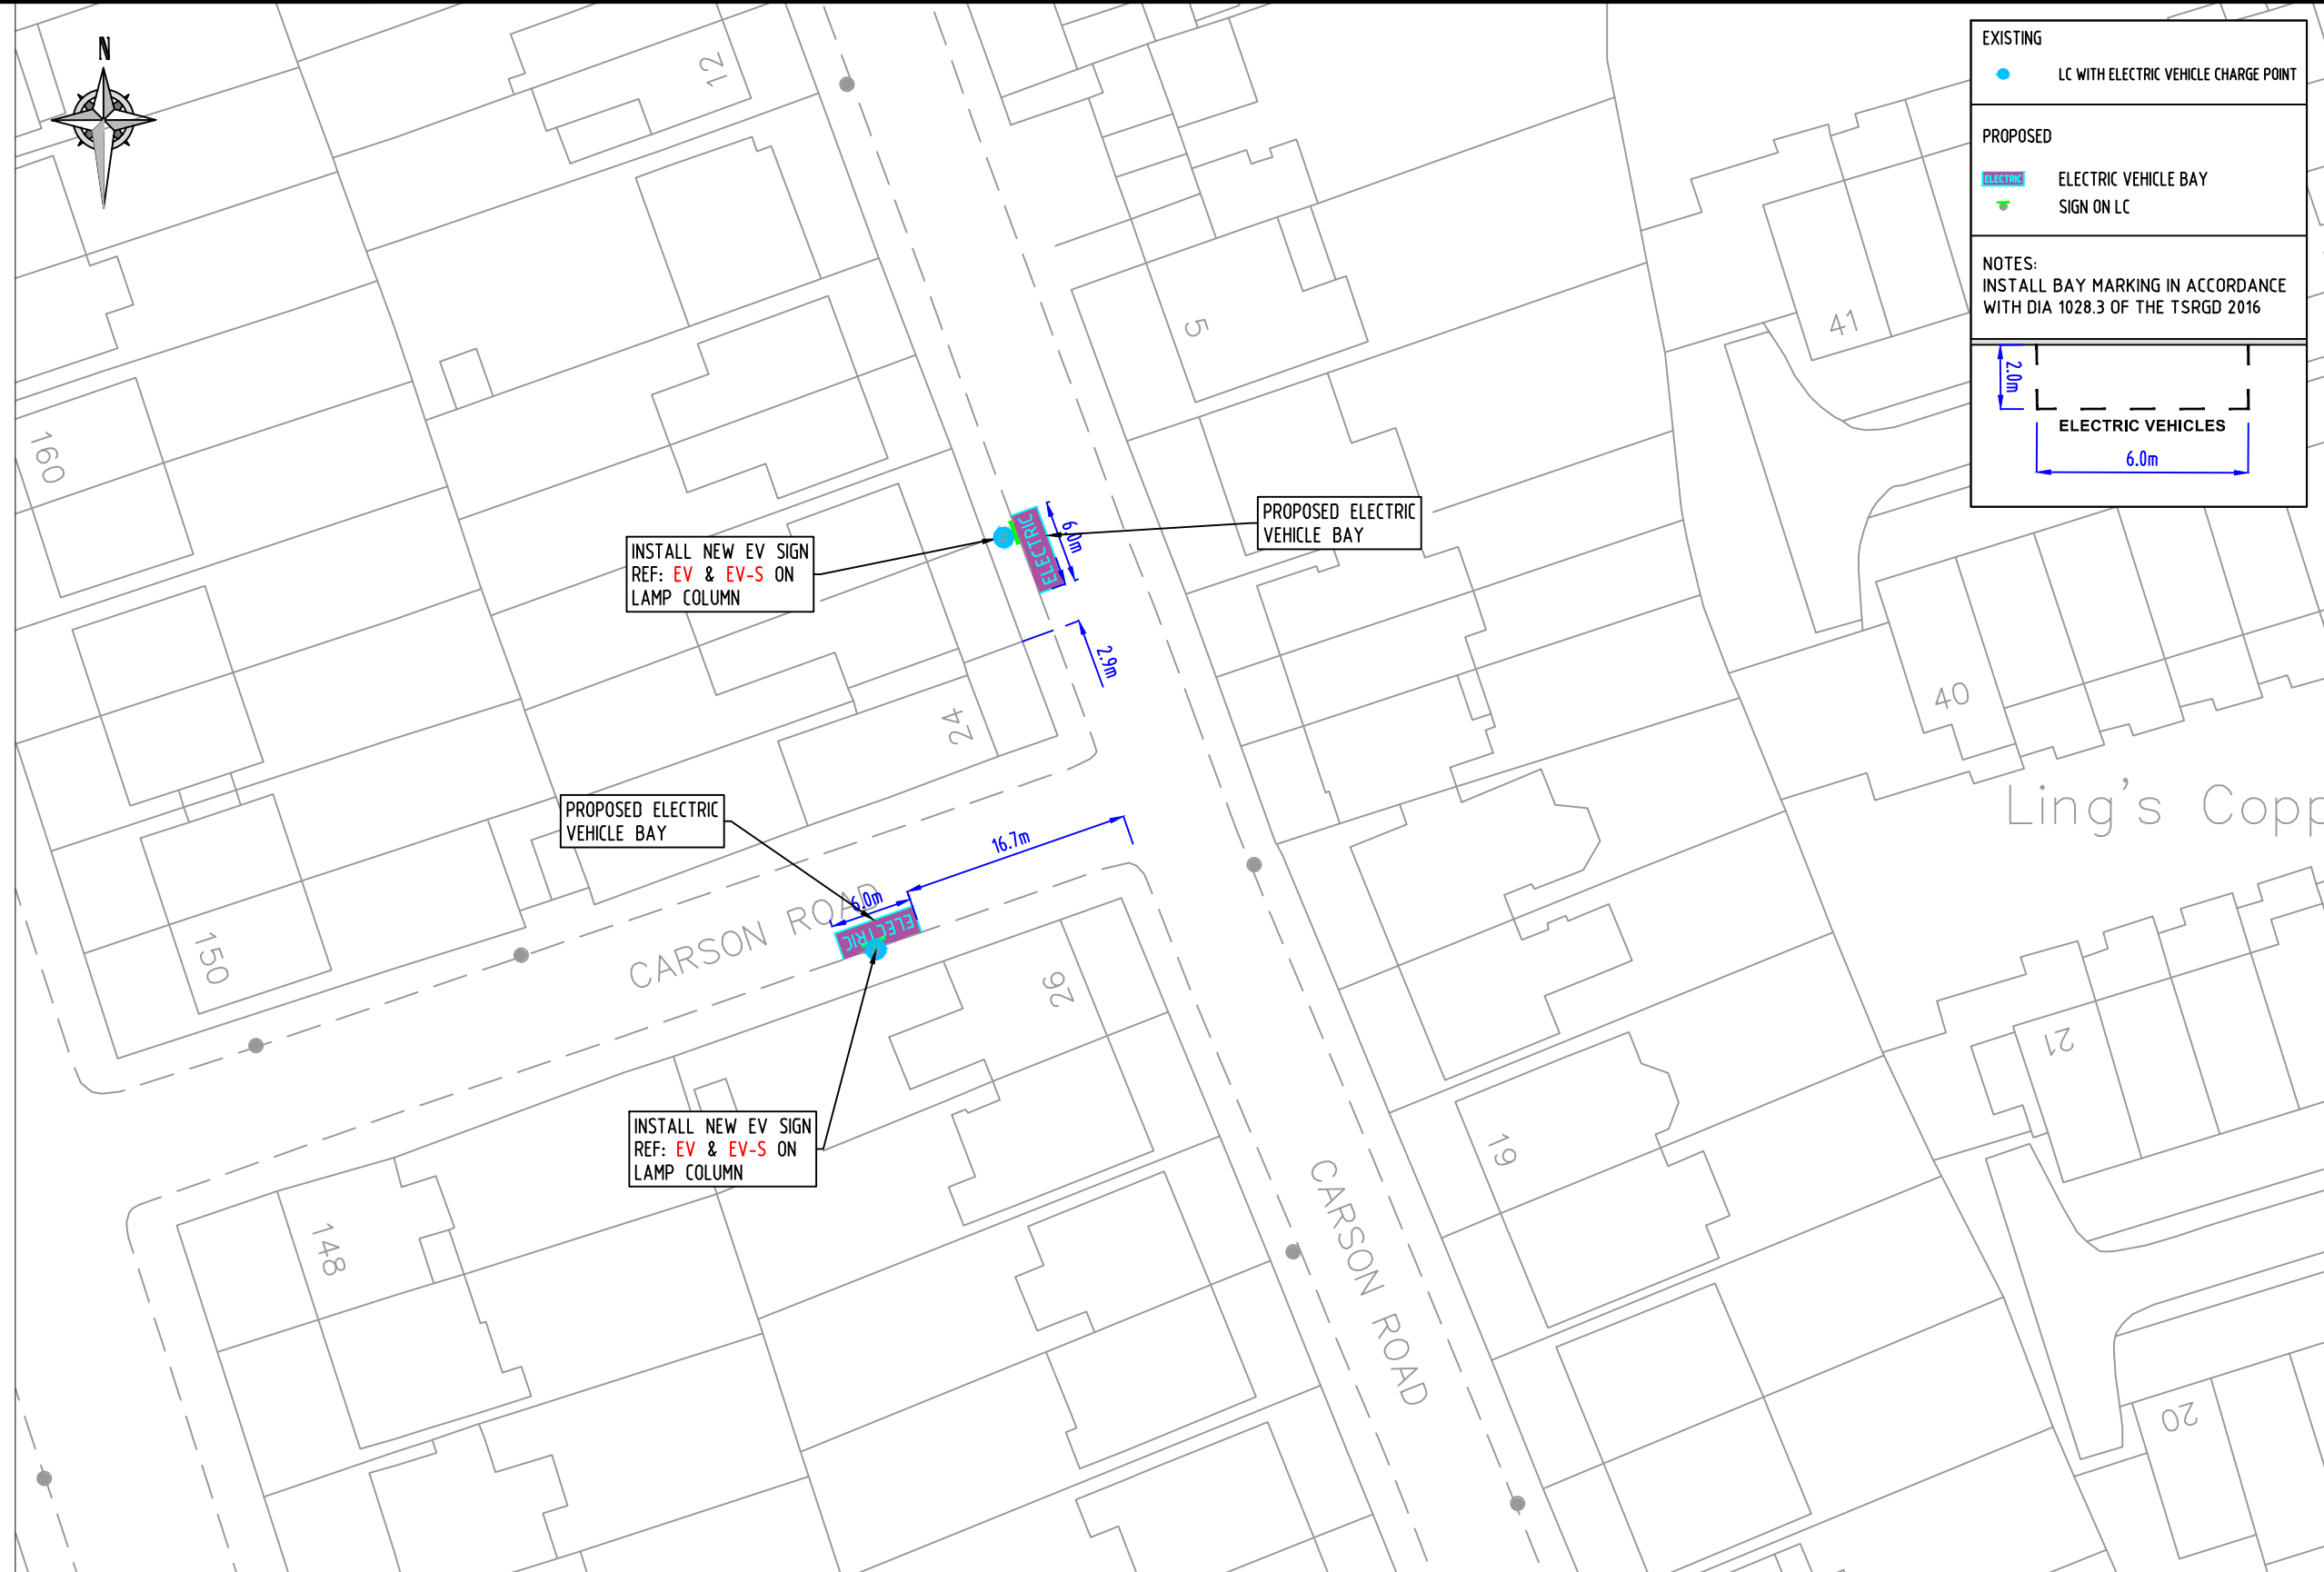 N
12
EXISTING
LC WITH ELECTRIC VEHICLE CHARGE POINT
PROPOSED
ELECTRIC
ELECTRIC VEHICLE BAY
SIGN ON LC
NOTES:
INSTALL BAY MARKING IN ACCORDANCE
WITH DIA 1028.3 OF THE TSRGD 2016
2.0m
ELECTRIC VEHICLES
6.0m
5
41
160
PROPOSED ELECTRIC
VEHICLE BAY
ELECTRIC
6.0m
INSTALL NEW EV SIGN
REF: EV & EV-S ON
LAMP COLUMN
2.9m
40
24
Ling's Copp
PROPOSED ELECTRIC
VEHICLE BAY
16.7m
6.0m
ELECTRIC
CARSON ROAD
150
26
21
INSTALL NEW EV SIGN
REF: EV & EV-S ON
LAMP COLUMN
19
148
CARSON ROAD
20